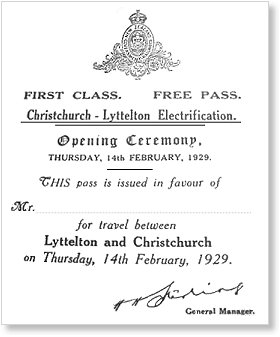 FIRST CLASS. FREE PASS.
Christchurch - Lyttelton Electrification.
Opening Ceremony,
THURSDAY, 14th FEBRUARY, 1929.
THIS pass is issued in favour of
Mr.
for travel between
Lyttelton and Christchurch
on Thursday, 14th February, 1929.
General Manager.